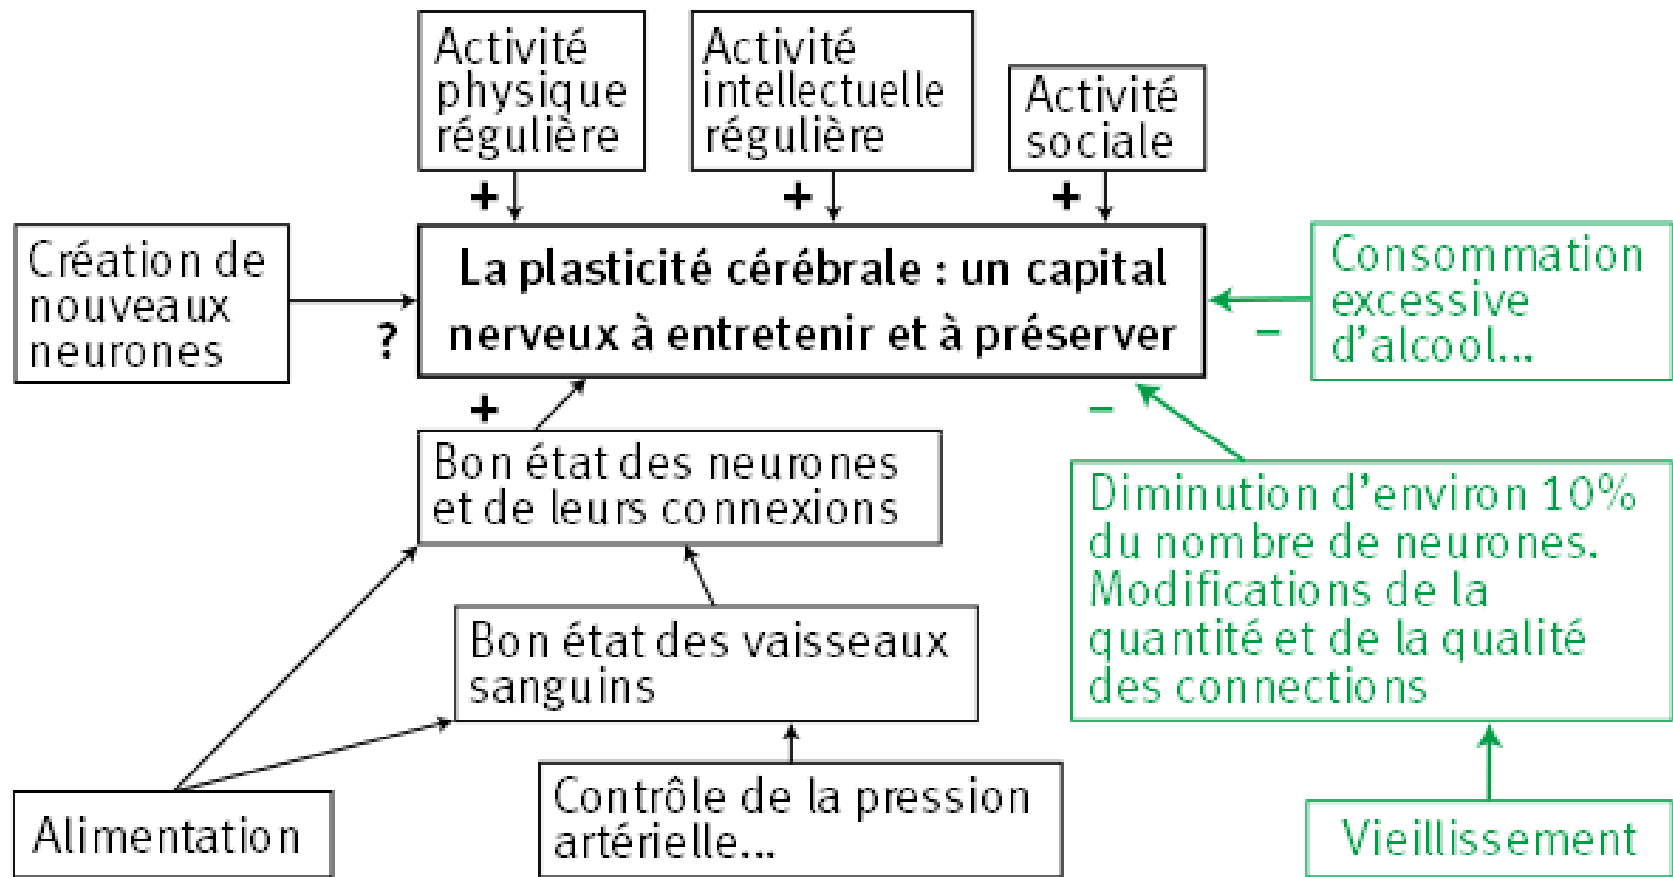 Activité
physique
régulière
Activité
intellectuelle
régulière
Activité
sociale
+
+
+
Création de
nouveaux
neurones
?
La plasticité cérébrale : un capital
nerveux à entretenir et à préserver
Consommation
excessive
d'alcool...
–
+
–
Bon état des neurones
et de leurs connexions
Diminution d'environ 10%
du nombre de neurones.
Modifications de la
quantité et de la qualité
des connections
Bon état des vaisseaux
sanguins
Alimentation
Contrôle de la pression
artérielle...
Vieillissement